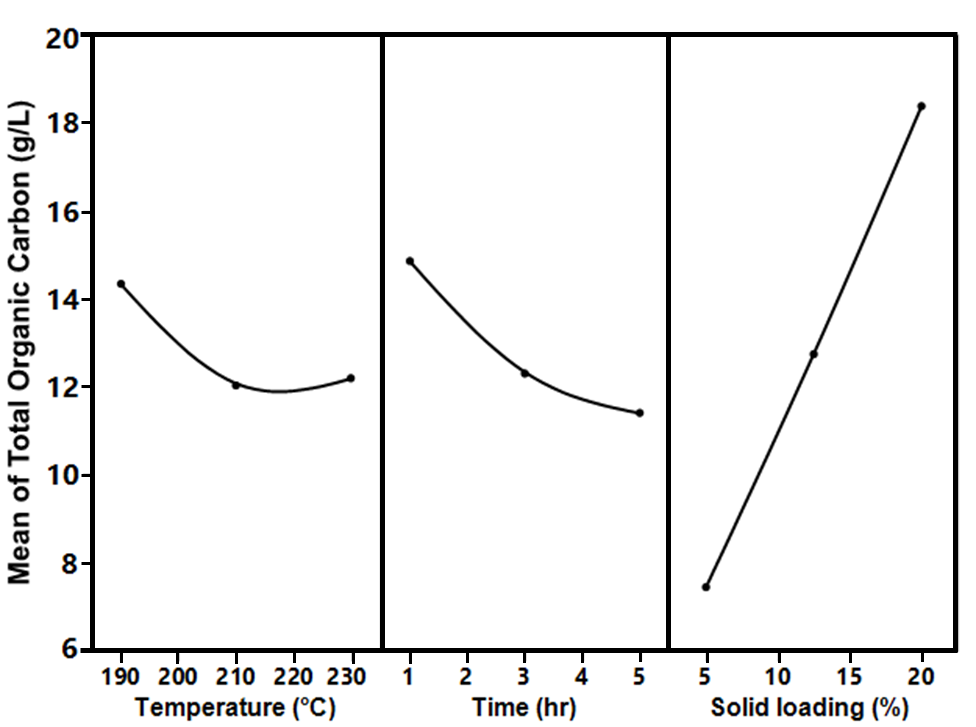 Mean of Total Organic Carbon (g/L)
20
18
16
14
12
10
8
6
190 200 210 220 230 1 2 3 4 5 5 10 15 20
Temperature (°C) Time (hr) Solid loading (%)